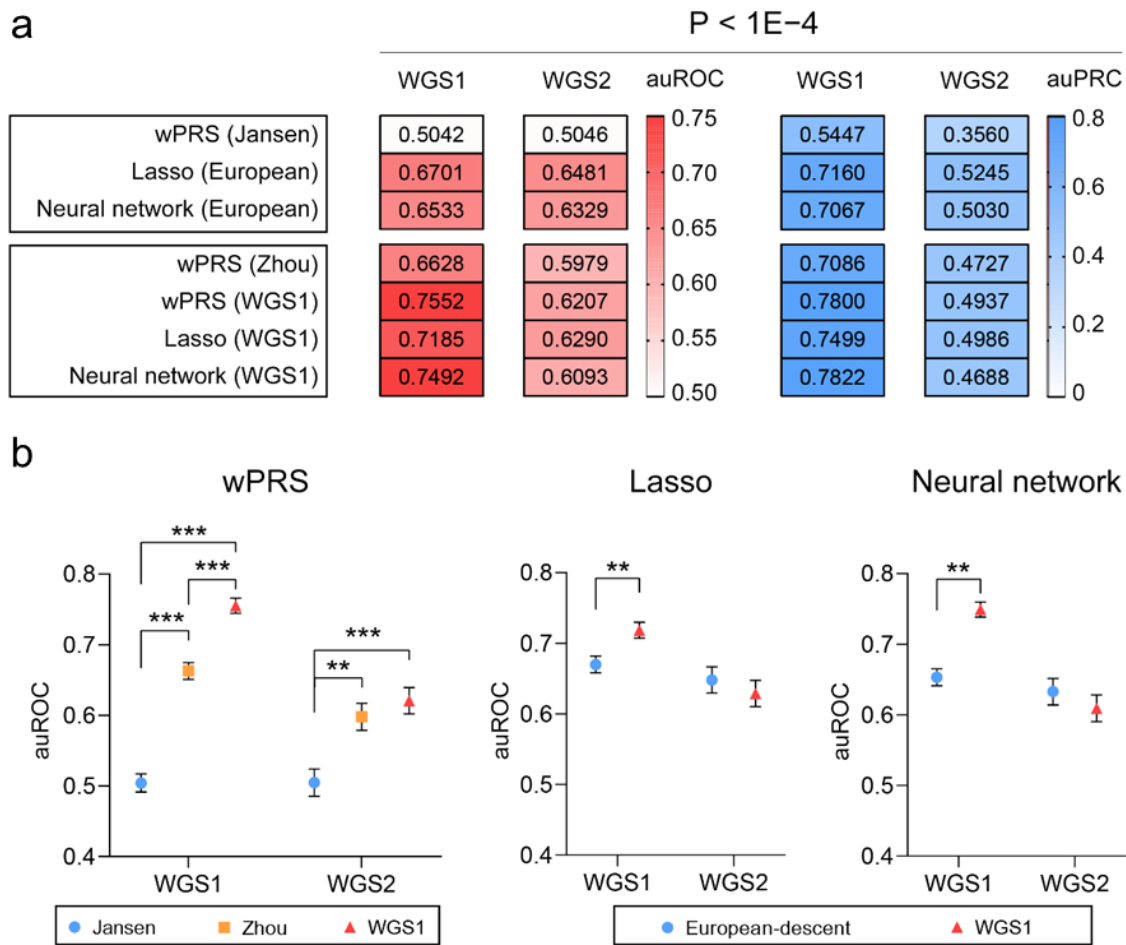 a
P < 1E−4
WGS1 WGS2 auROC WGS1 WGS2 auPRC
wPRS (Jansen) 0.5042 0.5046 0.5447 0.3560
Lasso (European) 0.6701 0.6481 0.7160 0.5245
Neural network (European) 0.6533 0.6329 0.7067 0.5030
wPRS (Zhou) 0.6628 0.5979 0.7086 0.4727
wPRS (WGS1) 0.7552 0.6207 0.7800 0.4937
Lasso (WGS1) 0.7185 0.6290 0.7499 0.4986
Neural network (WGS1) 0.7492 0.6093 0.7822 0.4688
0.75
0.70
0.65
0.60
0.55
0.50
0.8
0.6
0.4
0.2
0
b
wPRS
auROC
0.8
0.7
0.6
0.5
0.4
***
***
***
***
**
WGS1 WGS2
Jansen Zhou WGS1
Lasso
auROC
0.8
0.7
0.6
0.5
0.4
**
WGS1 WGS2
Neural network
auROC
0.8
0.7
0.6
0.5
0.4
**
WGS1 WGS2
European-descent WGS1